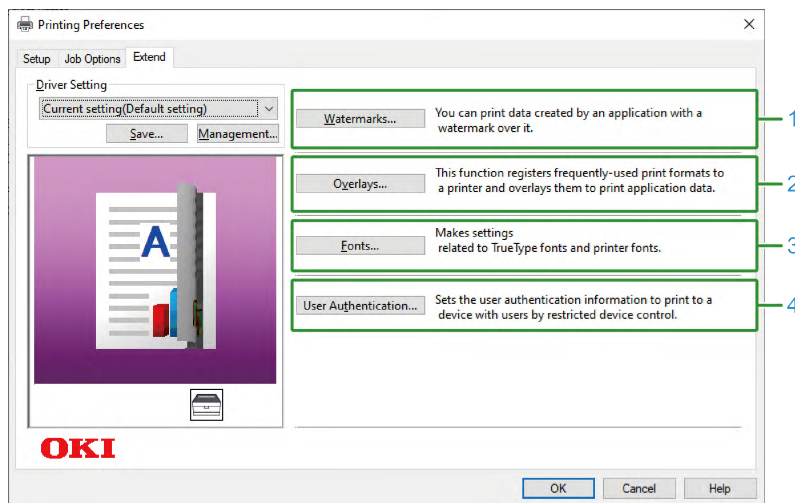 Printing Preferences
Setup Job Options Extend
Driver Setting
Current setting(Default setting)
Save... Management...
Watermarks...
You can print data created by an application with a
watermark over it.
1
Overlays...
This function registers frequently-used print formats to
a printer and overlays them to print application data.
2
Fonts...
Makes settings
related to TrueType fonts and printer fonts.
3
User Authentication...
Sets the user authentication information to print to a
device with users by restricted device control.
4
A
OKI
OK Cancel Help